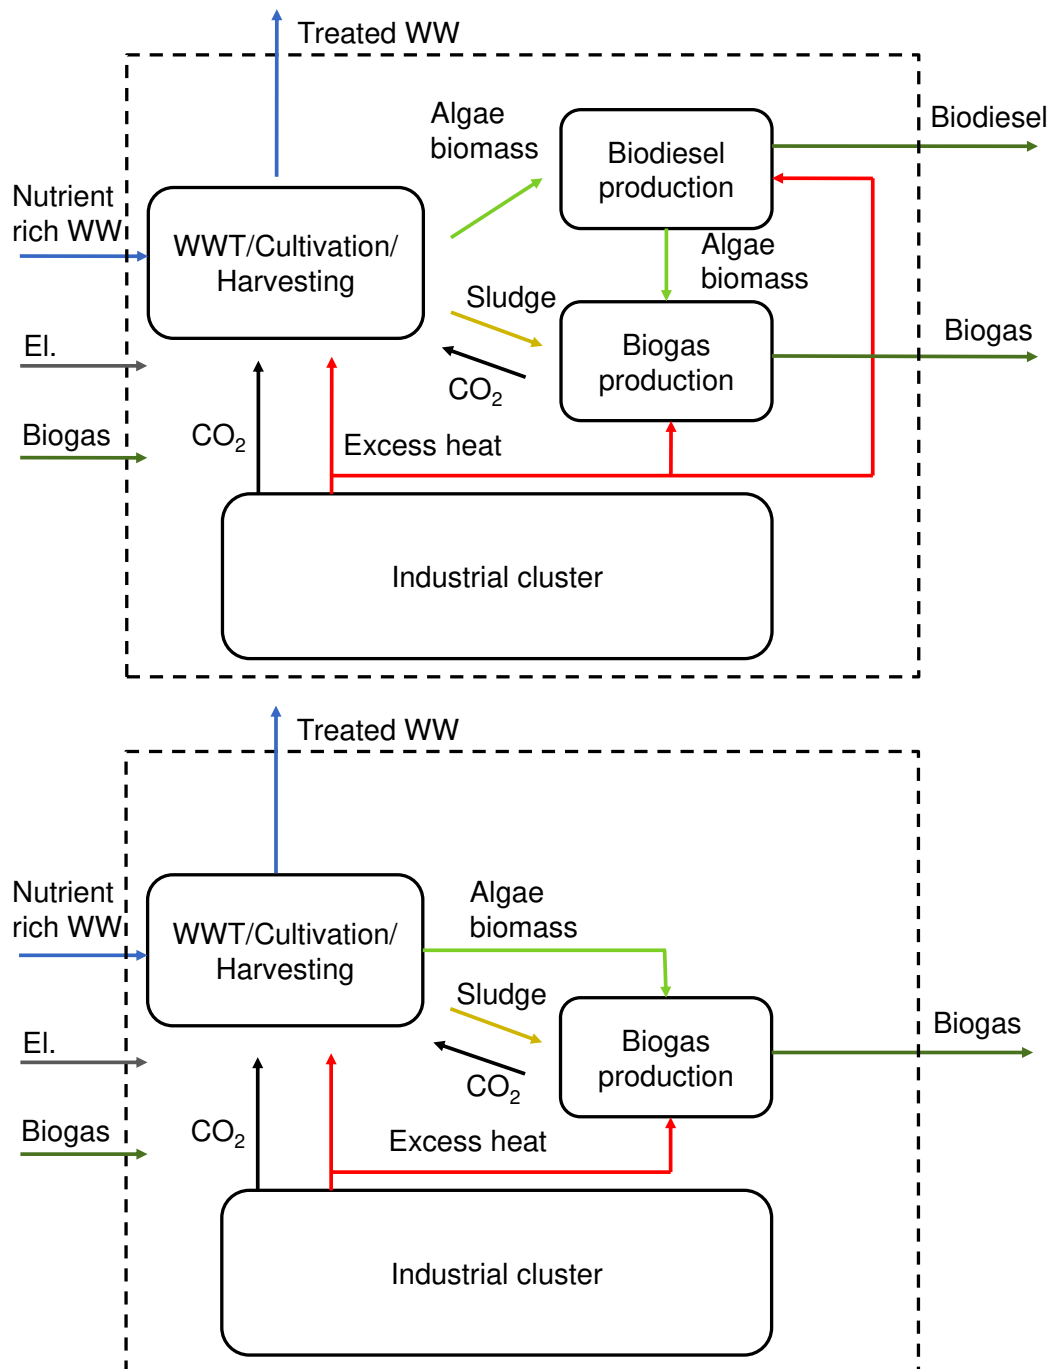 Treated WW
Algae
biomass
Biodiesel
Biodiesel
production
Nutrient
rich WW
WWT/Cultivation/
Harvesting
Algae
biomass
Sludge
El.
Biogas
production
Biogas
CO2
Biogas
CO2
Excess heat
Industrial cluster
Treated WW
Nutrient
rich WW
WWT/Cultivation/
Harvesting
Algae
biomass
Sludge
El.
Biogas
production
Biogas
CO2
Biogas
CO2
Excess heat
Industrial cluster